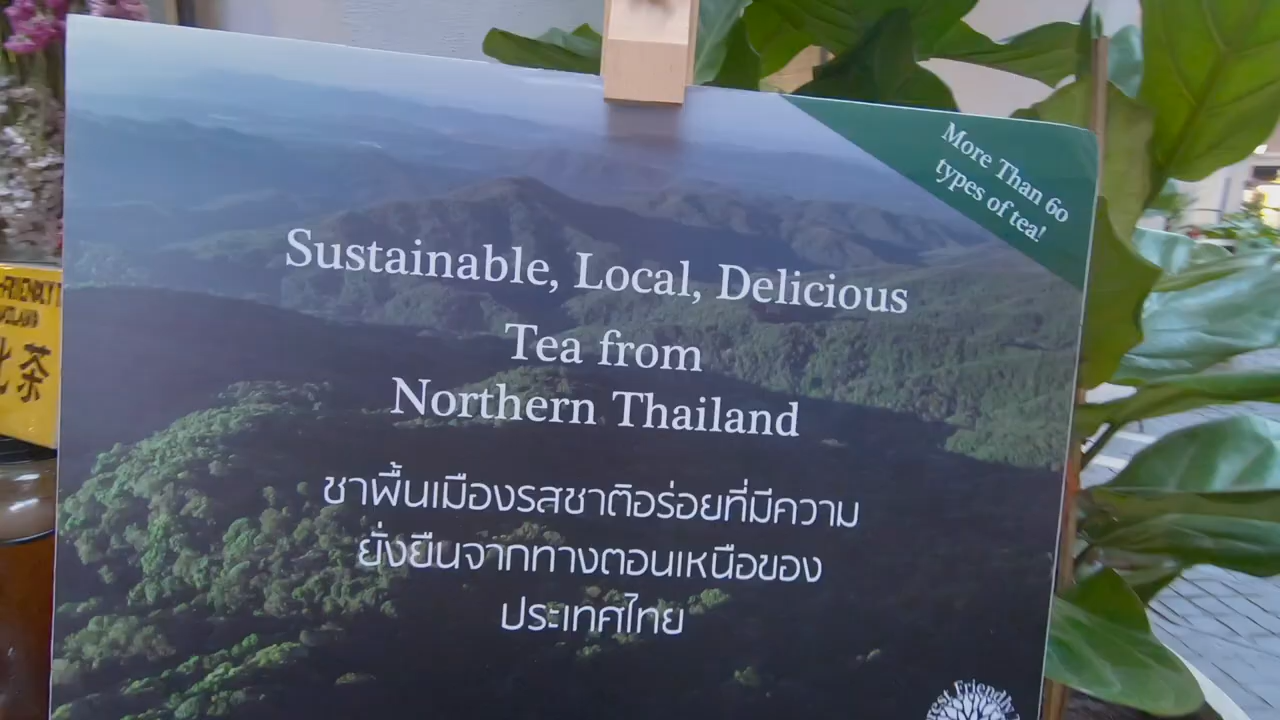 More Than 60
types of tea!
Sustainable, Local, Delicious
Tea from
Northern Thailand
ชาพื้นเมืองรสชาติอร่อยที่มีความ
ยั่งยืนจากทางตอนเหนือของ
ประเทศไทย
Friendly
茶